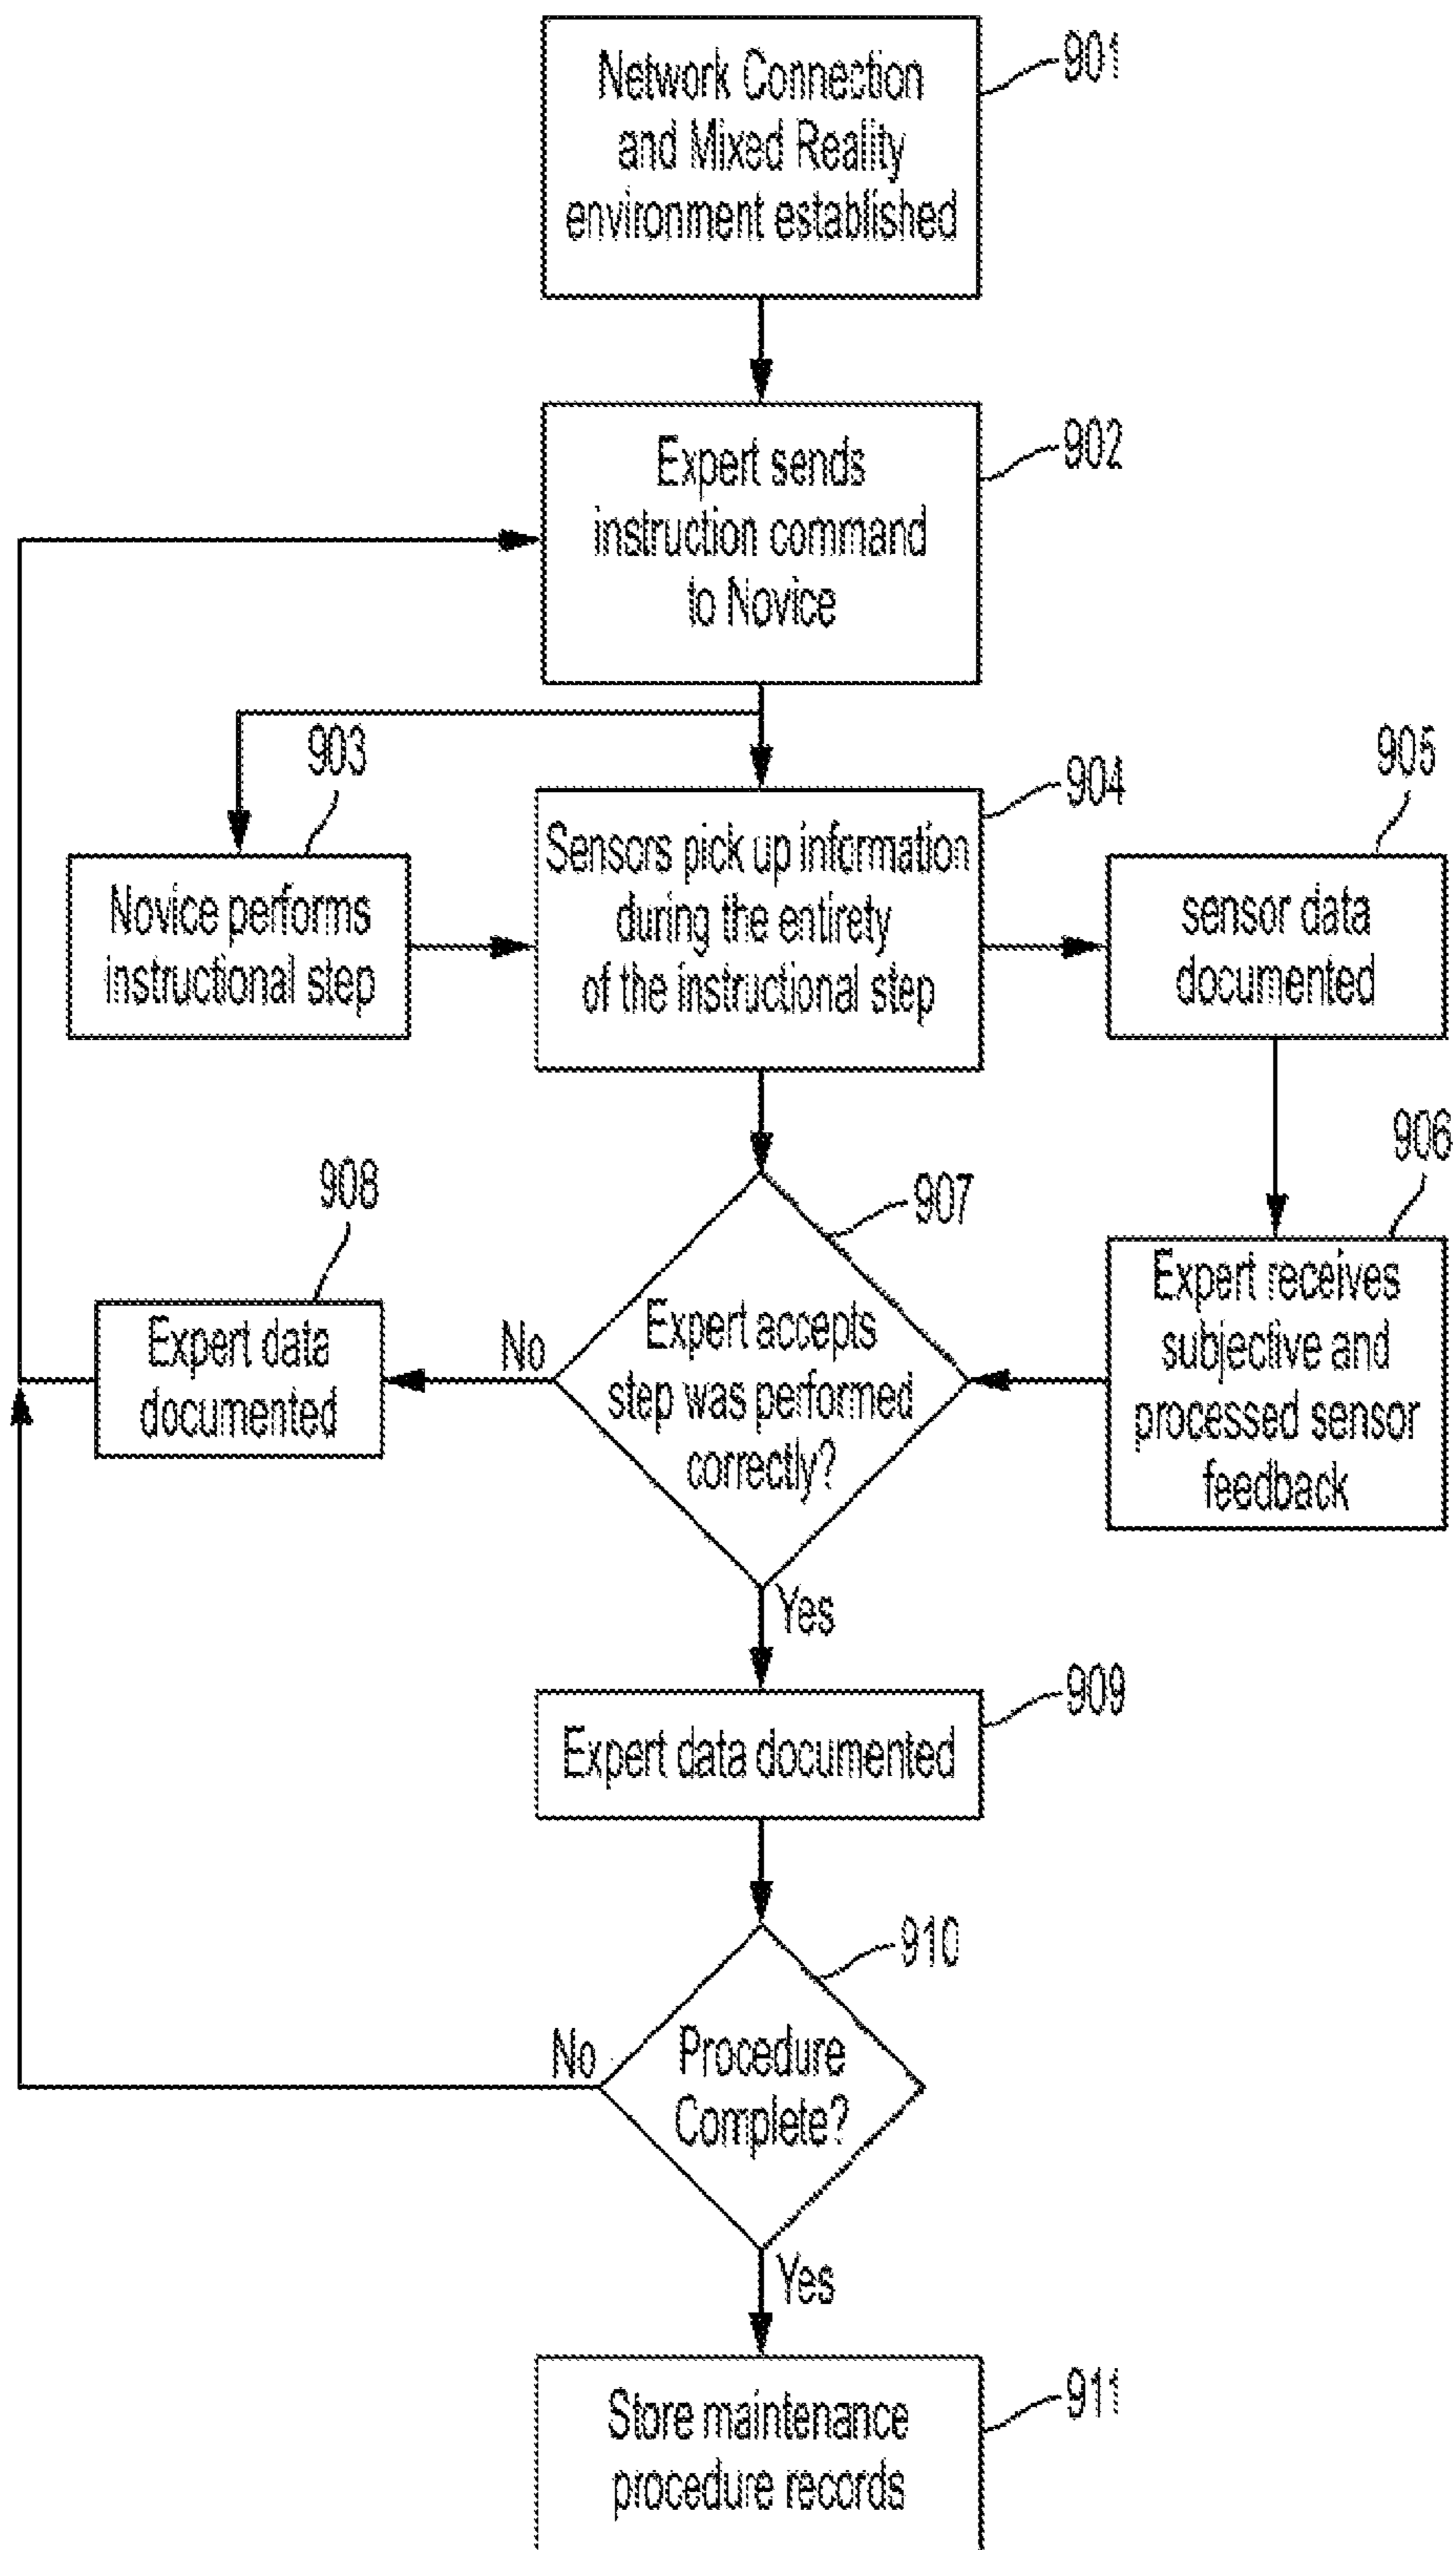 Network Connection
and Mixed Reality
environment established
901
Expert sends
instruction command
to Novice
902
903
Novice performs
instructional step
904
Sensors pick up information
during the entirety
of the instructional step
905
sensor data
documented
906
Expert receives
subjective and
processed sensor
feedback
907
Expert accepts
step was performed
correctly?
No
908
Expert data
documented
Yes
909
Expert data documented
910
Procedure
Complete?
No
Yes
911
Store maintenance
procedure records